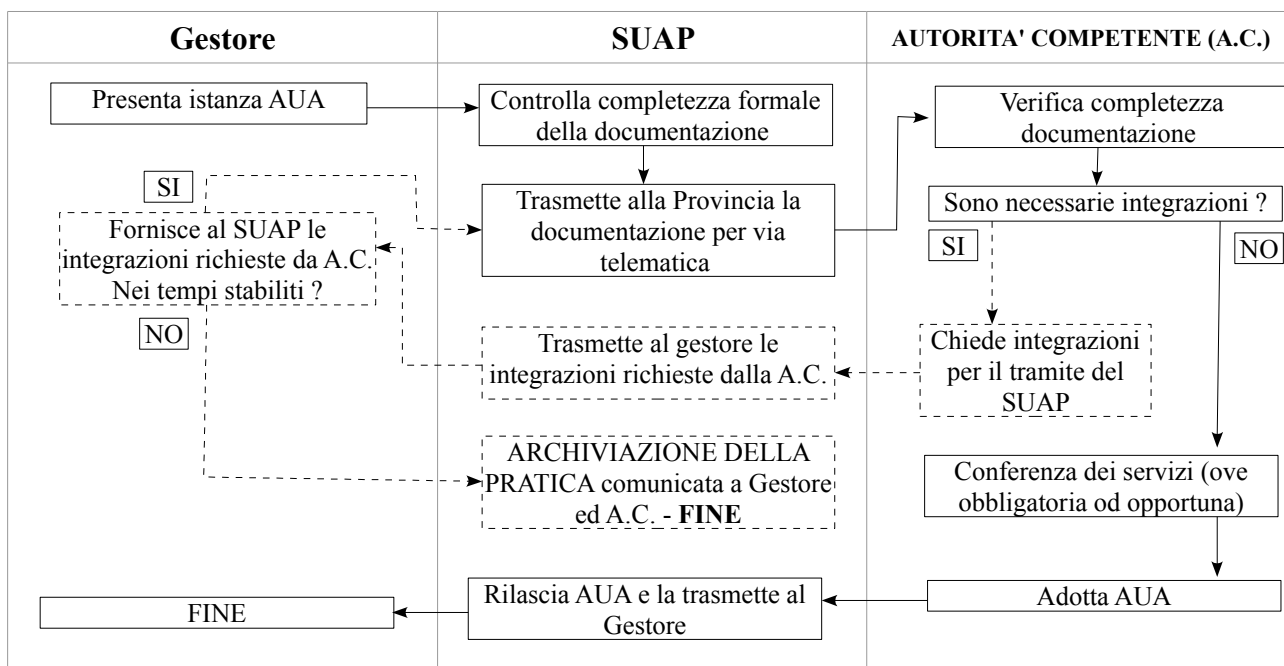 Gestore
SUAP
AUTORITA' COMPETENTE (A.C.)
Presenta istanza AUA
Controlla completezza formale
della documentazione
Verifica completezza
documentazione
SI
Trasmette alla Provincia la
documentazione per via
telematica
Sono necessarie integrazioni ?
Fornisce al SUAP le
integrazioni richieste da A.C.
Nei tempi stabiliti ?
SI
NO
NO
Trasmette al gestore le
integrazioni richieste dalla A.C.
Chiede integrazioni
per il tramite del
SUAP
ARCHIVIAZIONE DELLA
PRATICA comunicata a Gestore
ed A.C. - FINE
Conferenza dei servizi (ove
obbligatoria od opportuna)
FINE
Rilascia AUA e la trasmette al
Gestore
Adotta AUA